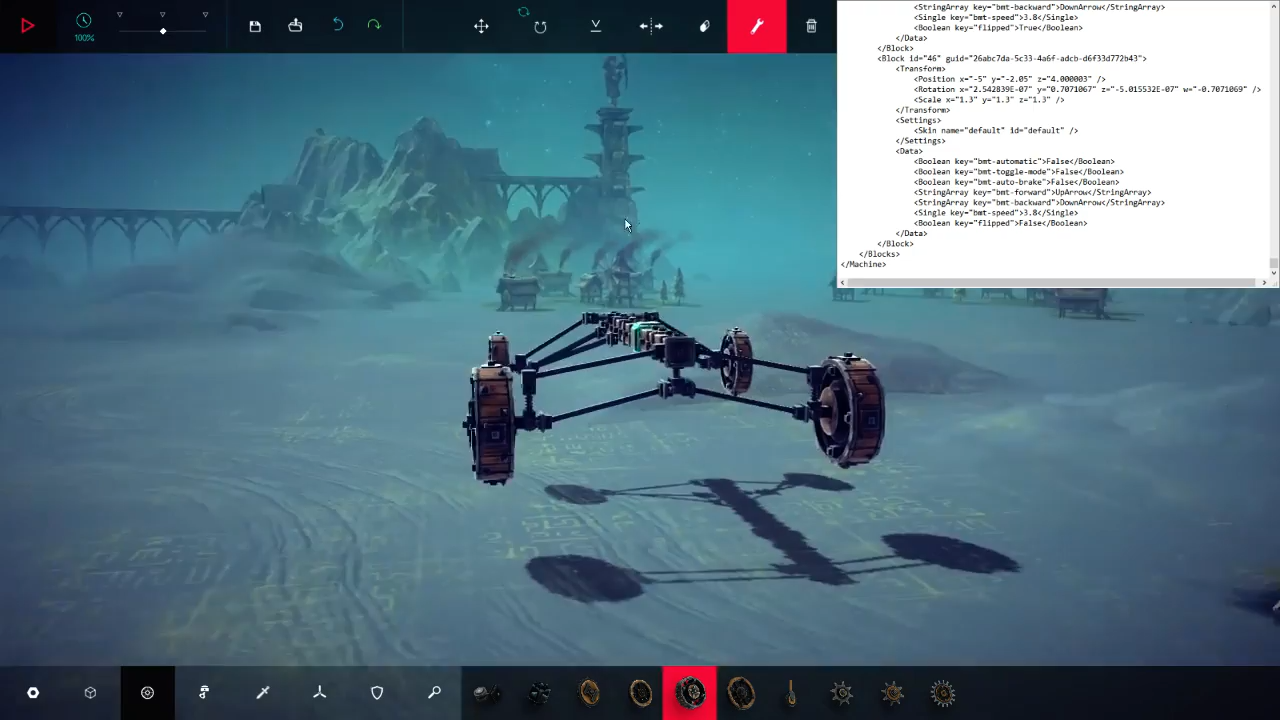 100%
<StringArray key="bmt-backward">DownArrow</StringArray>
<Single key="bmt-speed">3.8</Single>
<Boolean key="flipped">True</Boolean>
</Data>
</Block>
<Block id="46" guid="26abc7da-5c33-4a6f-adcb-d6f33d772b43">
<Transform>
<Position x="-5" y="-2.05" z="4.000003" />
<Rotation x="2.542839E-07" y="0.7071067" z="-5.015532E-07" w="-0.7071069" />
<Scale x="1.3" y="1.3" z="1.3" />
</Transform>
<Settings>
<Skin name="default" id="default" />
</Settings>
<Data>
<Boolean key="bmt-automatic">False</Boolean>
<Boolean key="bmt-toggle-mode">False</Boolean>
<Boolean key="bmt-auto-brake">False</Boolean>
<StringArray key="bmt-forward">UpArrow</StringArray>
<StringArray key="bmt-backward">DownArrow</StringArray>
<Single key="bmt-speed">3.8</Single>
<Boolean key="flipped">False</Boolean>
</Data>
</Block>
</Blocks>
</Machine>